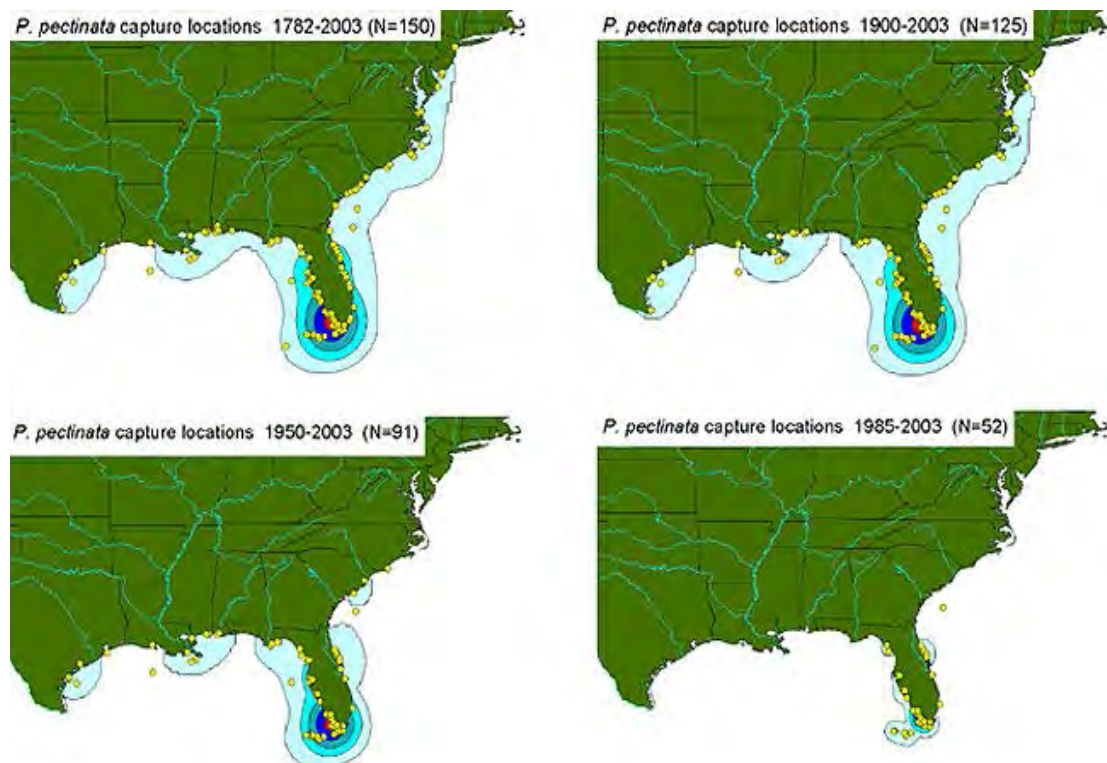 P. pectinata capture locations 1782-2003 (N=150)
P. pectinata capture locations 1900-2003 (N=125)
P. pectinata capture locations 1950-2003 (N=91)
P. pectinata capture locations 1985-2003 (N=52)